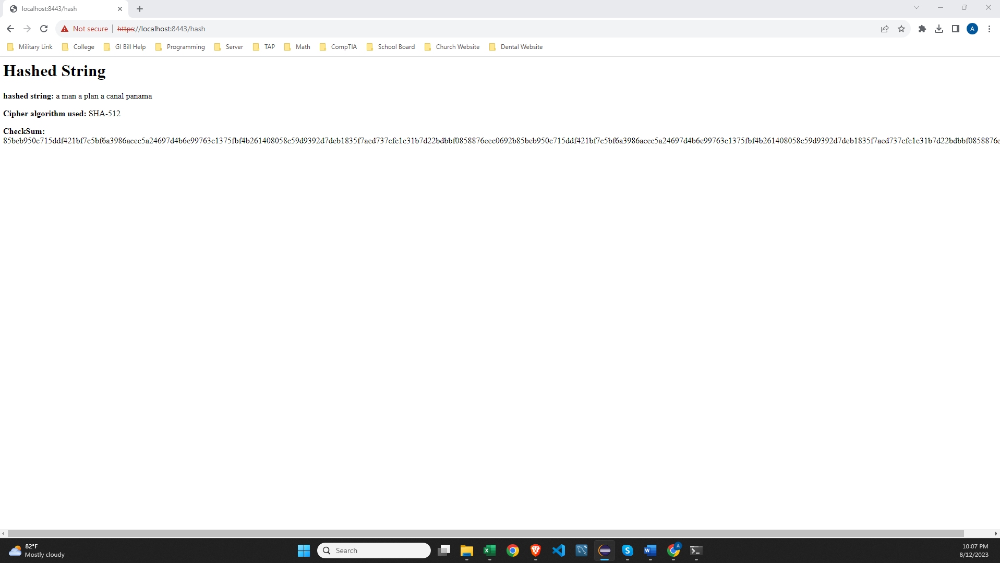 localhost:8443/hash
Not secure https://localhost:8443/hash A
Military Link College GI Bill Help Programming Server TAP Math CompTIA School Board Church Website Dental Website
Hashed String
hashed string: a man a plan a canal panama
Cipher algorithm used: SHA-512
CheckSum:
85beb950c715ddf421bf7c5bf6a3986acec5a24697d4b6e99763c1375fbf4b261408058c59d9392d7deb1835f7aed737cfc1c31b7d22bdbbf0858876eec0692b85beb950c715ddf421bf7c5bf6a3986acec5a24697d4b6e99763c1375fbf4b261408058c59d9392d7deb1835f7aed737cfc1c31b7d22bdbbf0858876e
82°F
Mostly cloudy
Search
A
10:07 PM
8/12/2023